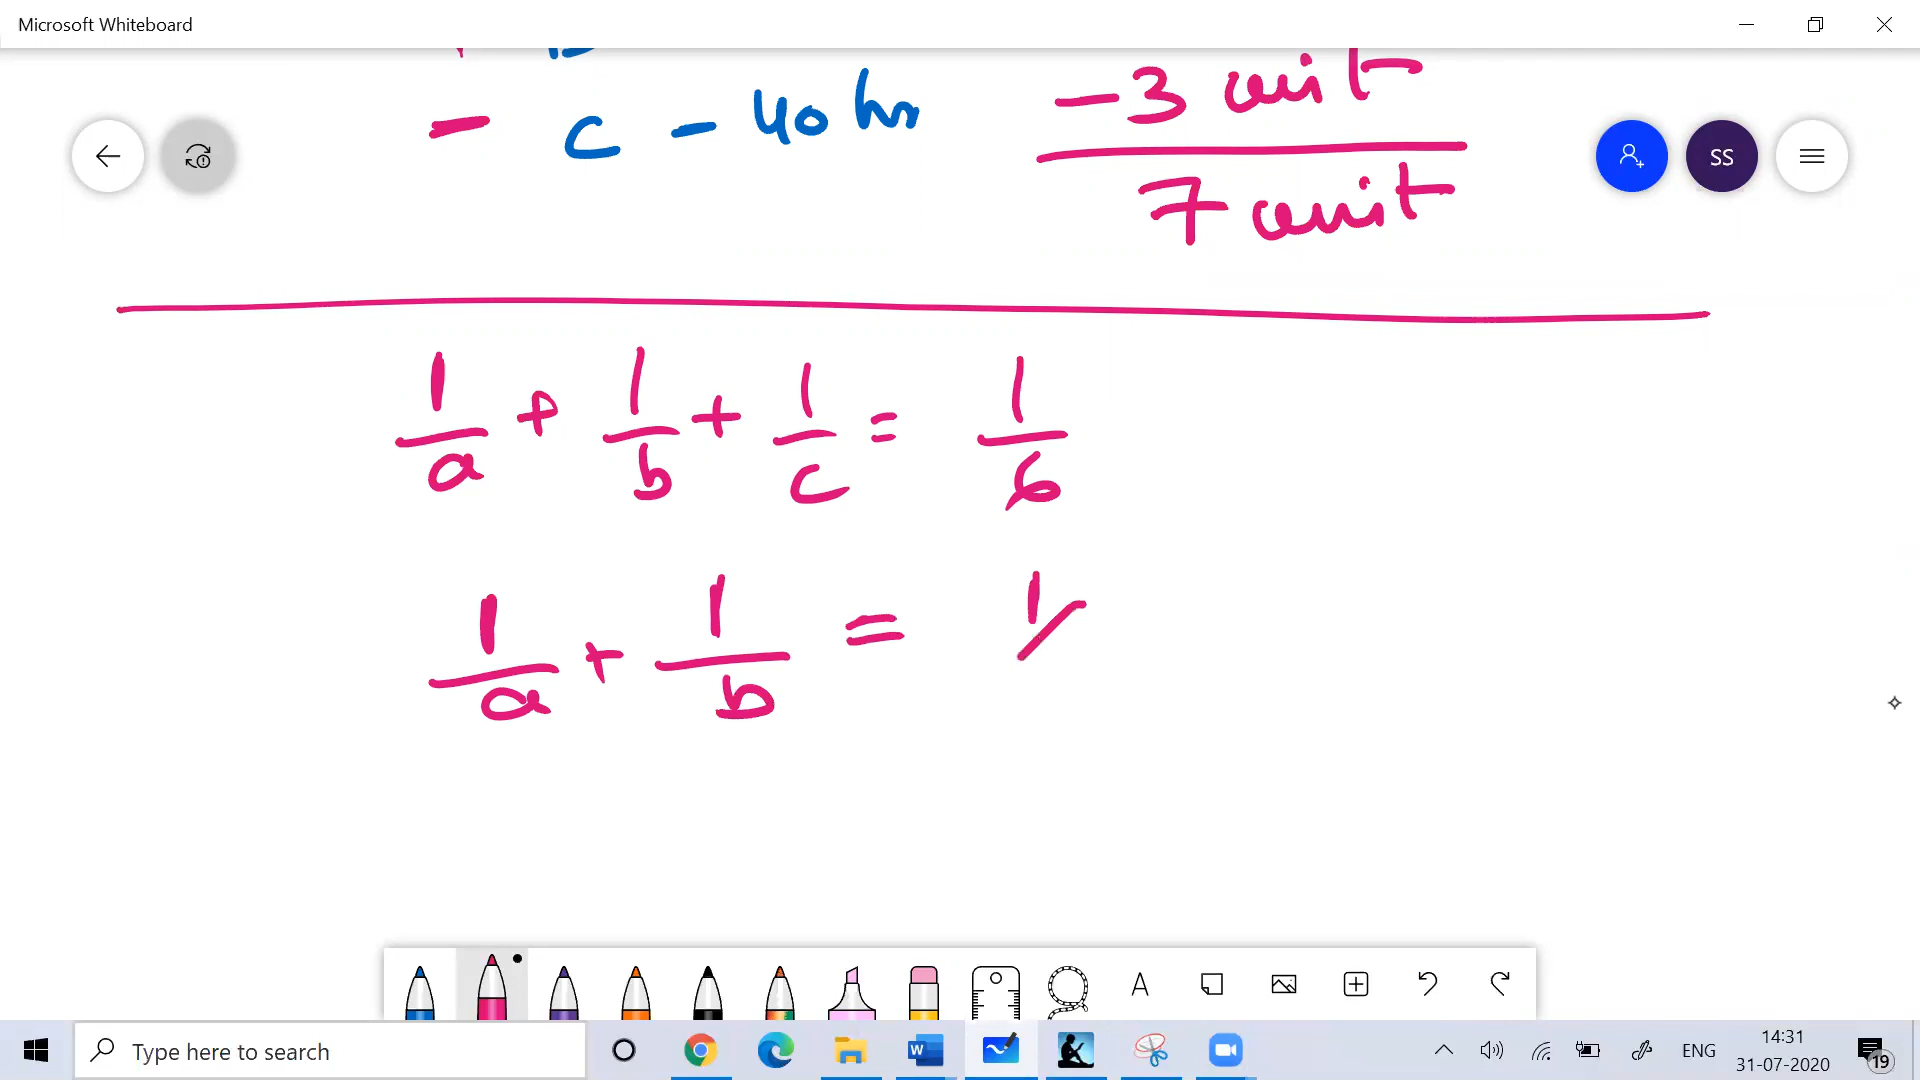 Microsoft Whiteboard
- 3 unit
- C - 40 hr
7 unit
SS
1/a + 1/b + 1/c = 1/6
1/a + 1/b = 1/
A
Type here to search
ENG
14:31
31-07-2020
19